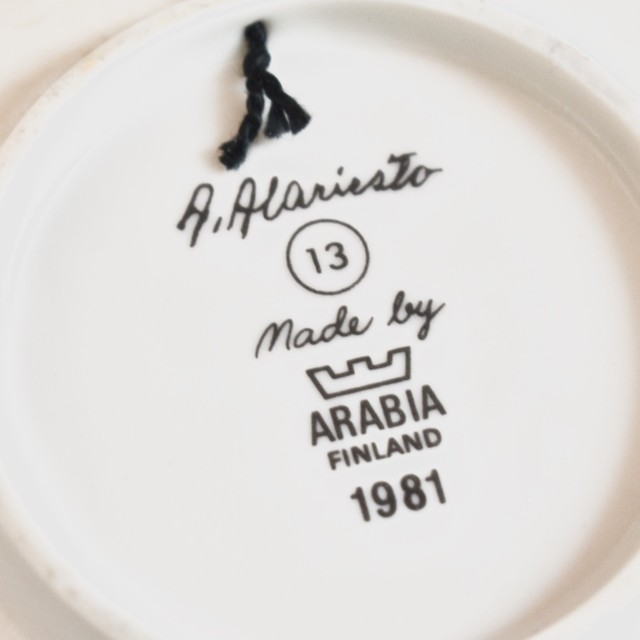 A. Alariesto
13
Made by
ARABIA
FINLAND
1981